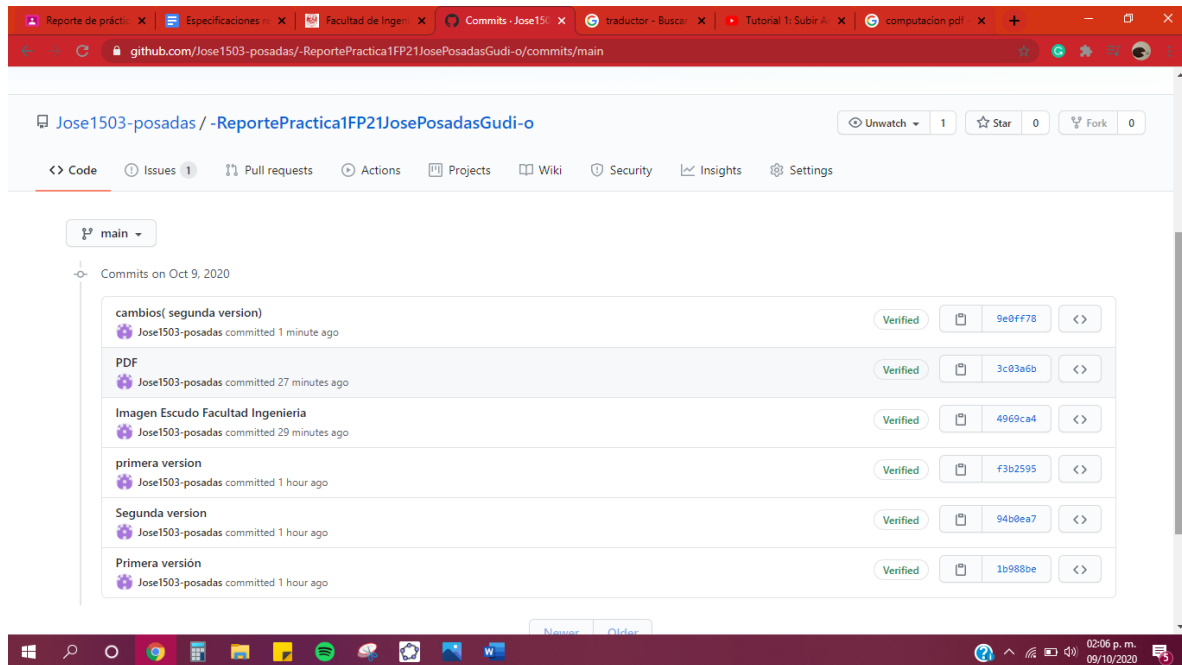 Reporte de práctic
Especificaciones re
Facultad de Ingeni
Commits · Jose150
traductor - Buscar
Tutorial 1: Subir Ar
computacion pdf -
github.com/Jose1503-posadas/-ReportePractica1FP21JosePosadasGudi-o/commits/main
Jose1503-posadas / -ReportePractica1FP21JosePosadasGudi-o
Unwatch 1 Star 0 Fork 0
Code Issues 1 Pull requests Actions Projects Wiki Security Insights Settings
main
Commits on Oct 9, 2020
cambios( segunda version)
Jose1503-posadas committed 1 minute ago
Verified 9e0ff78
PDF
Jose1503-posadas committed 27 minutes ago
Verified 3c03a6b
Imagen Escudo Facultad Ingenieria
Jose1503-posadas committed 29 minutes ago
Verified 4969ca4
primera version
Jose1503-posadas committed 1 hour ago
Verified f3b2595
Segunda version
Jose1503-posadas committed 1 hour ago
Verified 94b0ea7
Primera versión
Jose1503-posadas committed 1 hour ago
Verified 1b988be
Newer Older
02:06 p. m.
09/10/2020
5